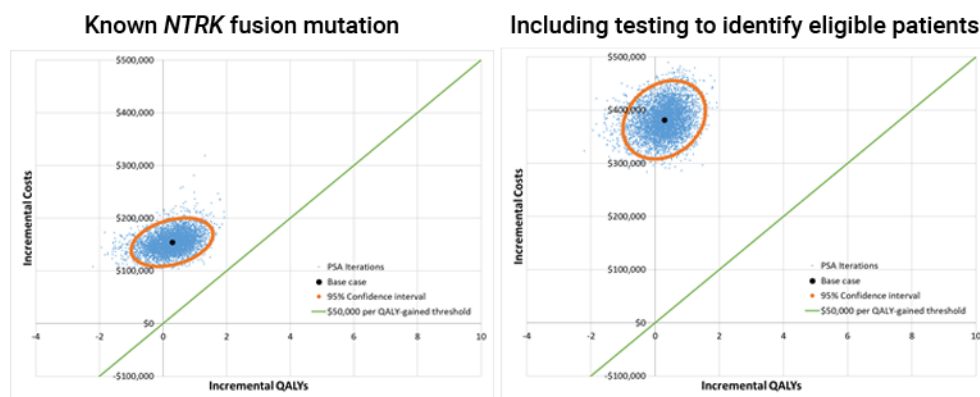 Known NTRK fusion mutation
$500,000
$400,000
$300,000
$200,000
$100,000
$0
-$100,000
-4
-2
0
2
4
6
8
10
Incremental Costs
Incremental QALYs
PSA Iterations
Base case
95% Confidence interval
$50,000 per QALY-gained threshold
Including testing to identify eligible patients
$500,000
$400,000
$300,000
$200,000
$100,000
$0
-$100,000
-4
-2
0
2
4
6
8
10
Incremental Costs
Incremental QALYs
PSA Iterations
Base case
95% Confidence interval
$50,000 per QALY-gained threshold